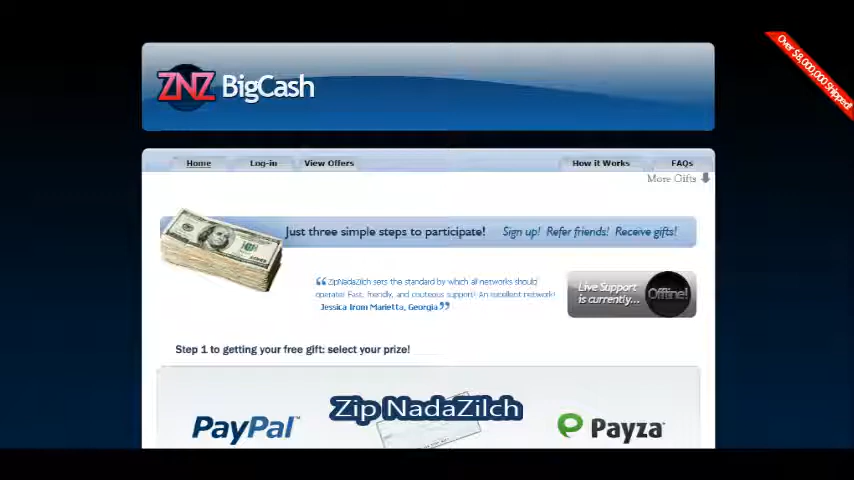 Over $8,000,000 Shipped!
ZNZ BigCash
Home Log-in View Offers How it Works FAQs
More Gifts
Just three simple steps to participate! Sign up! Refer friends! Receive gifts!
“ZipNadaZilch sets the standard by which all networks should
operate! Fast, friendly, and courteous support! An excellent network!
Jessica from Marietta, Georgia”
Live Support
is currently... Offline!
Step 1 to getting your free gift: select your prize!
Zip NadaZilch
PayPal™ Payza